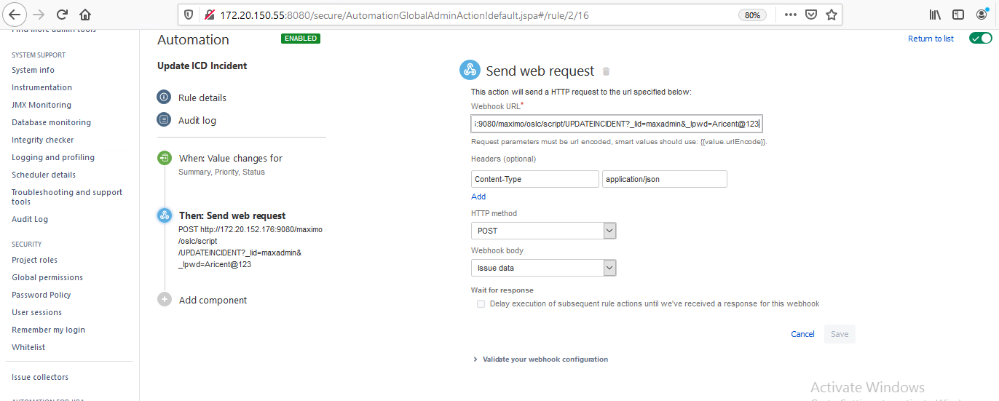 172.20.150.55:8080/secure/AutomationGlobalAdminAction!default.jspa#/rule/2/16
80%
Find more admin tools
SYSTEM SUPPORT
System info
Instrumentation
JMX Monitoring
Database monitoring
Integrity checker
Logging and profiling
Scheduler details
Troubleshooting and support
tools
Audit Log
SECURITY
Project roles
Global permissions
Password Policy
User sessions
Remember my login
Whitelist
Issue collectors
AUTOMATION FOR JIRA
Automation
ENABLED
Return to list
Update ICD Incident
Rule details
Audit log
When: Value changes for
Summary, Priority, Status
Then: Send web request
POST http://172.20.152.176:9080/maximo
/oslc/script
/UPDATEINCIDENT?_lid=maxadmin&
_lpwd=Aricent@123
Add component
Send web request
This action will send a HTTP request to the url specified below:
Webhook URL*
:9080/maximo/oslc/script/UPDATEINCIDENT?_lid=maxadmin&_lpwd=Aricent@123
Request parameters must be url encoded, smart values should use: {{value.urlEncode}}.
Headers (optional)
Content-Type
application/json
Add
HTTP method
POST
Webhook body
Issue data
Wait for response
Delay execution of subsequent rule actions until we've received a response for this webhook
Cancel
Save
Validate your webhook configuration
Activate Windows